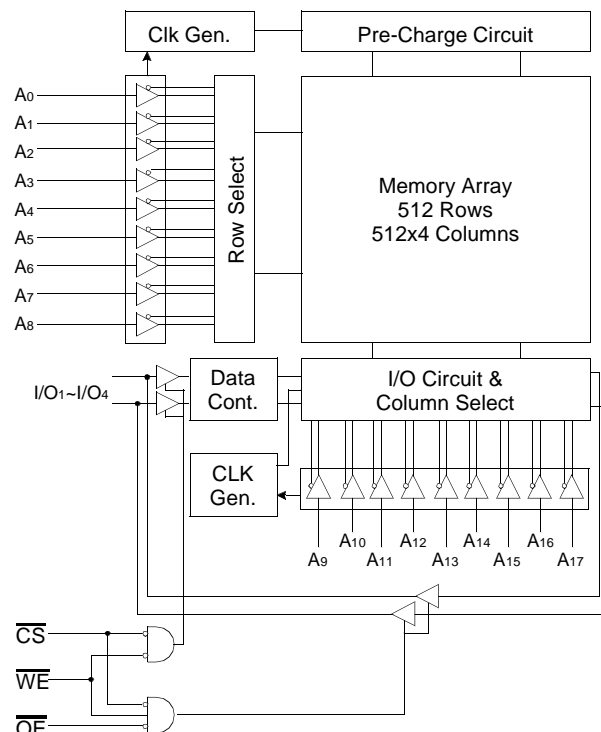 Clk Gen.
Pre-Charge Circuit
A0
A1
A2
A3
A4
A5
A6
A7
A8
Row Select
Memory Array
512 Rows
512x4 Columns
I/O1~I/O4
Data
Cont.
I/O Circuit &
Column Select
CLK
Gen.
A9
A10
A11
A12
A13
A14
A15
A16
A17
CS
WE
OE